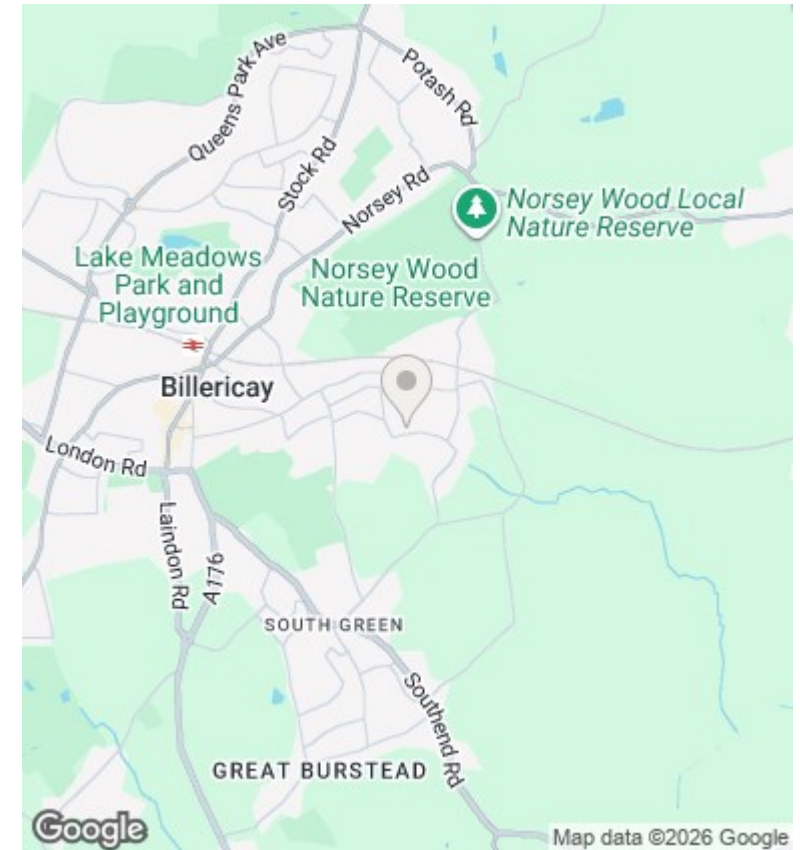 Queens Park Ave
Potash Rd
Stock Rd
Norsey Rd
Norsey Wood Local
Nature Reserve
Lake Meadows
Park and
Playground
Norsey Wood
Nature Reserve
Billericay
London Rd
Laindon Rd
A176
SOUTH GREEN
Southend Rd
GREAT BURSTEAD
Google
Map data ©2026 Google